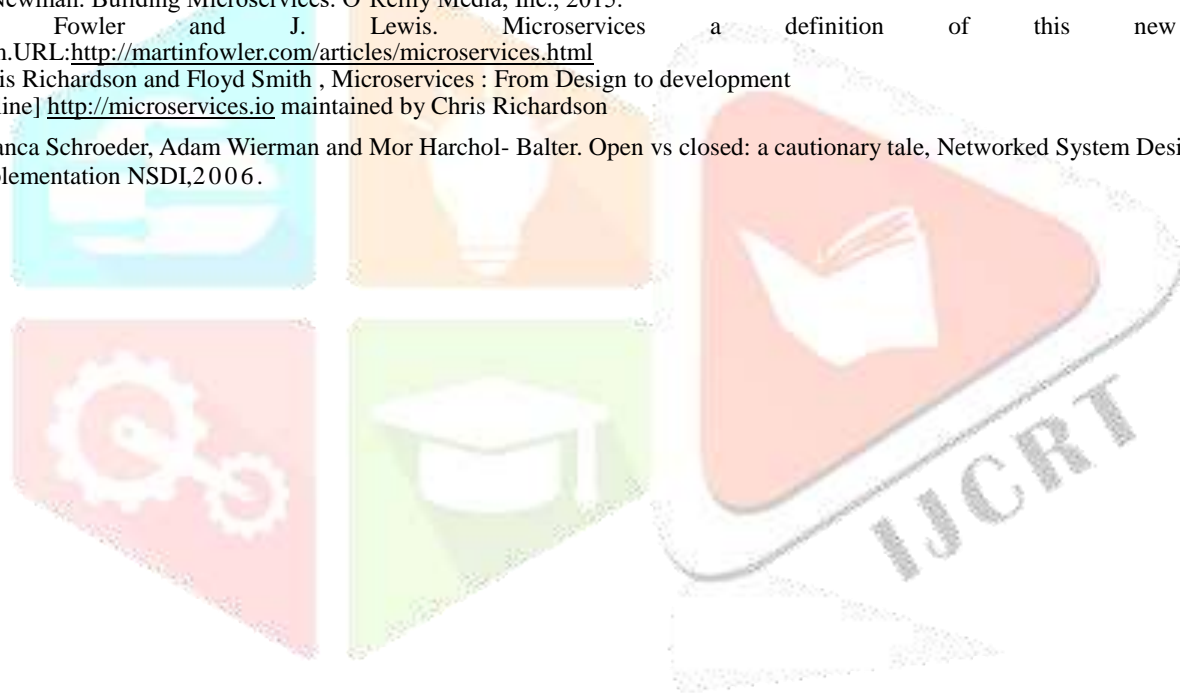 Newman. Building Microservices. O'Reilly Media, Inc., 2015.
Fowler and J. Lewis. Microservices a definition of this new
URL:http://martinfowler.com/articles/microservices.html
is Richardson and Floyd Smith , Microservices : From Design to development
ine] http://microservices.io maintained by Chris Richardson
anca Schroeder, Adam Wierman and Mor Harchol- Balter. Open vs closed: a cautionary tale, Networked System Desi
plementation NSDI,2006.
IJCRT